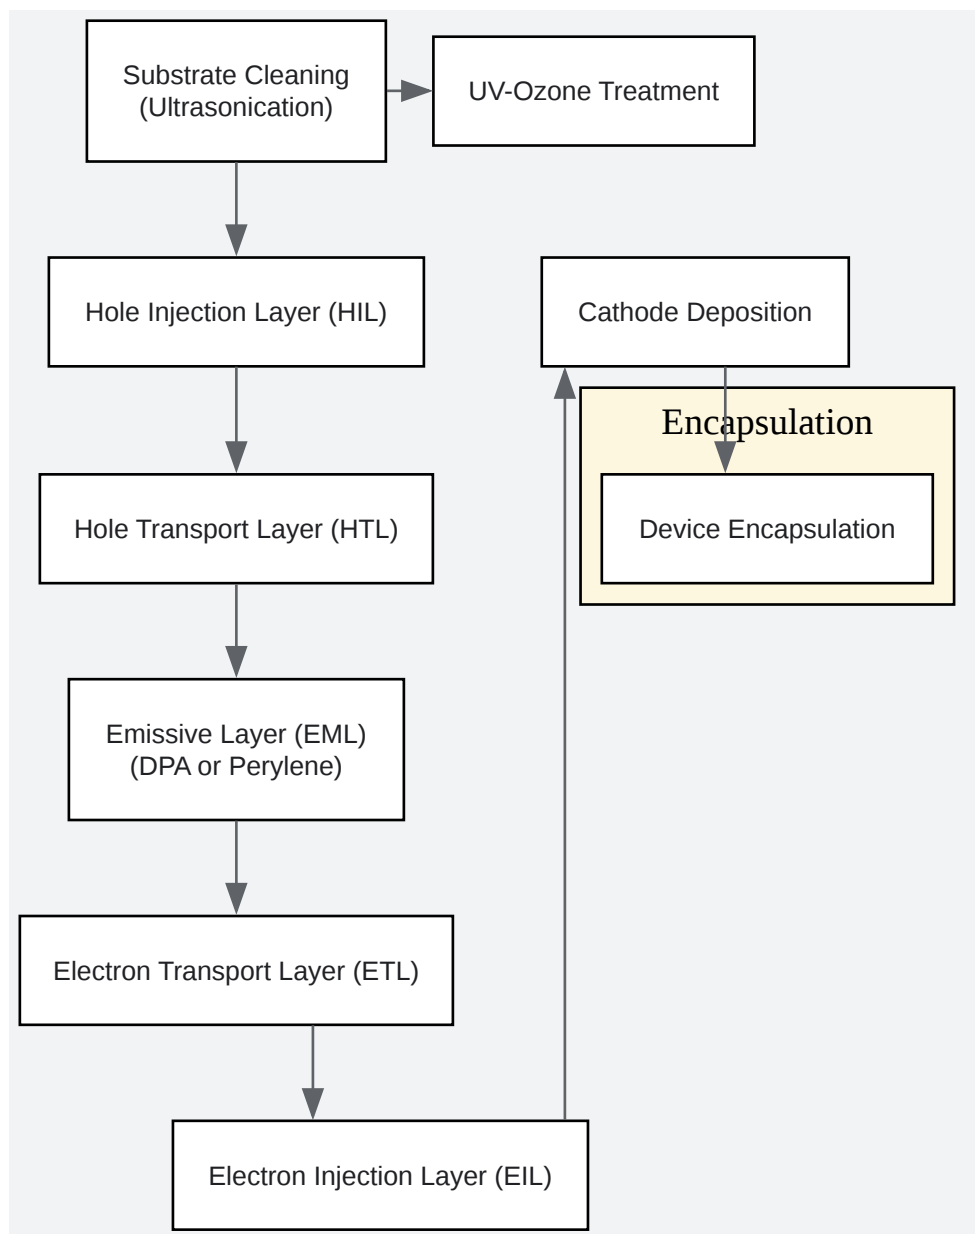 Substrate Cleaning
(Ultrasonication)
UV-Ozone Treatment
Hole Injection Layer (HIL)
Cathode Deposition
Encapsulation
Hole Transport Layer (HTL)
Device Encapsulation
Emissive Layer (EML)
(DPA or Perylene)
Electron Transport Layer (ETL)
Electron Injection Layer (EIL)